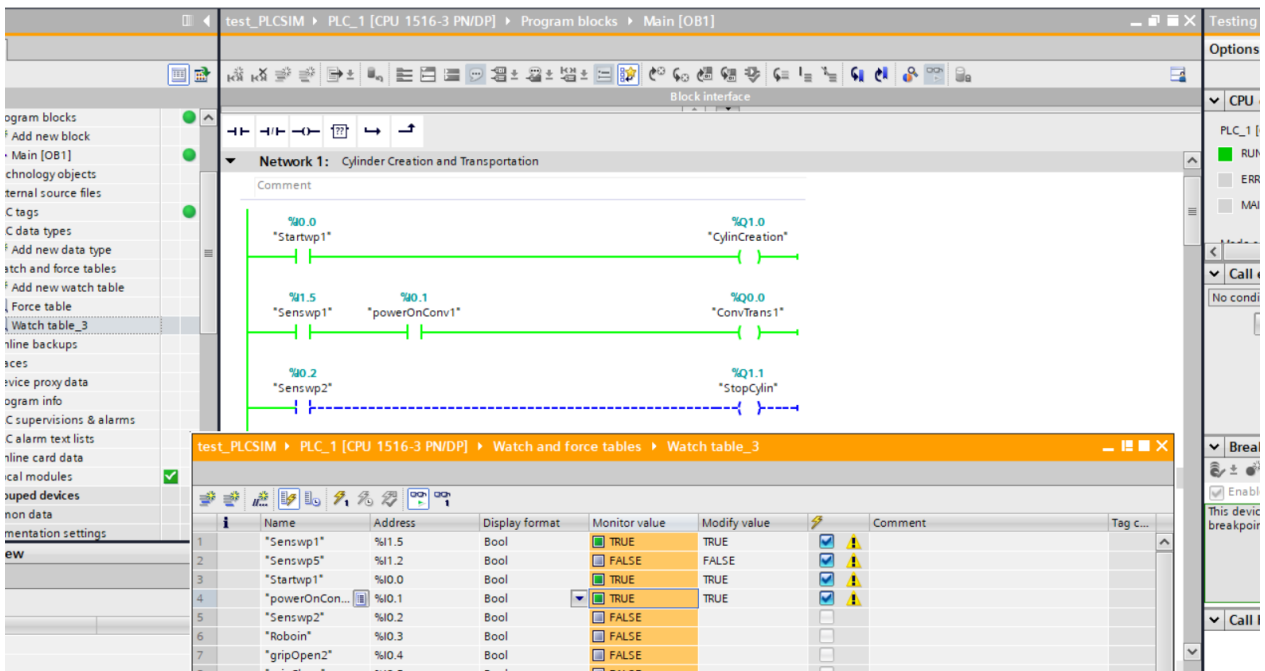 test_PLCSIM ▸ PLC_1 [CPU 1516-3 PN/DP] ▸ Program blocks ▸ Main [OB1]
Testing
Options
Block interface
CPU
ogram blocks
Add new block
Main [OB1]
chnology objects
ternal source files
C tags
C data types
Add new data type
atch and force tables
Add new watch table
Force table
Watch table_3
nline backups
aces
evice proxy data
ogram info
C supervisions & alarms
C alarm text lists
nline card data
ocal modules
ouped devices
mon data
mentation settings
ew
Network 1: Cylinder Creation and Transportation
Comment
%I0.0
"Startwp1"
%Q1.0
"CylinCreation"
%I1.5
"Senswp1"
%I0.1
"powerOnConv1"
%Q0.0
"ConvTrans1"
%I0.2
"Senswp2"
%Q1.1
"StopCylin"
PLC_1 [
RUN
ERR
MAI
Call e
No condi
Breal
Enabl
This devic
breakpoin
Call
test_PLCSIM ▸ PLC_1 [CPU 1516-3 PN/DP] ▸ Watch and force tables ▸ Watch table_3
i Name Address Display format Monitor value Modify value Comment Tag c...
1 "Senswp1" %I1.5 Bool TRUE TRUE
2 "Senswp5" %I1.2 Bool FALSE FALSE
3 "Startwp1" %I0.0 Bool TRUE TRUE
4 "powerOnCon... %I0.1 Bool TRUE TRUE
5 "Senswp2" %I0.2 Bool FALSE
6 "Roboin" %I0.3 Bool FALSE
7 "gripOpen2" %I0.4 Bool FALSE